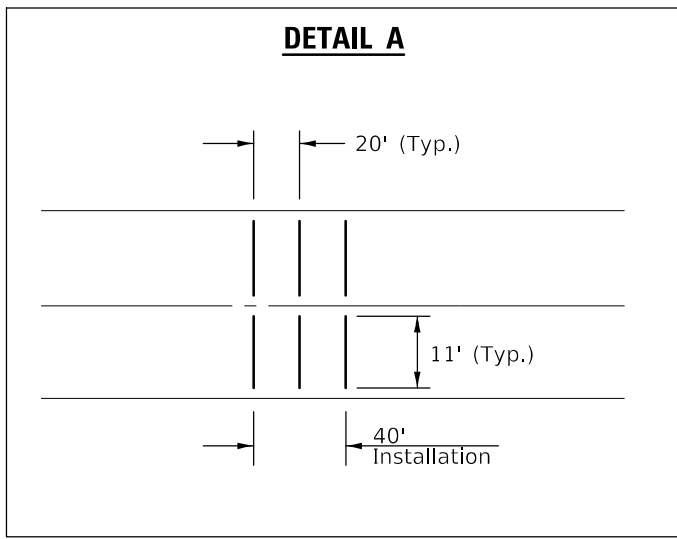 DETAIL A
20' (Typ.)
11' (Typ.)
40'
Installation